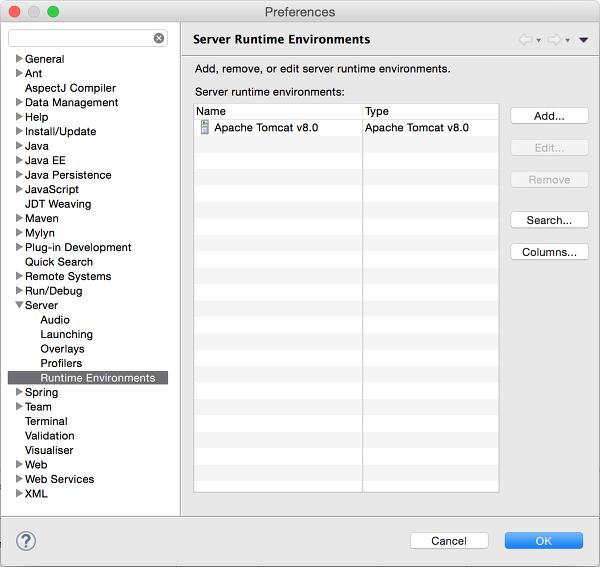 Preferences
General
Ant
AspectJ Compiler
Data Management
Help
Install/Update
Java
Java EE
Java Persistence
JavaScript
JDT Weaving
Maven
Mylyn
Plug-in Development
Quick Search
Remote Systems
Run/Debug
Server
Audio
Launching
Overlays
Profilers
Runtime Environments
Spring
Team
Terminal
Validation
Visualiser
Web
Web Services
XML
Server Runtime Environments
Add, remove, or edit server runtime environments.
Server runtime environments:
Name Type
Apache Tomcat v8.0 Apache Tomcat v8.0
Add...
Edit...
Remove
Search...
Columns...
?
Cancel OK